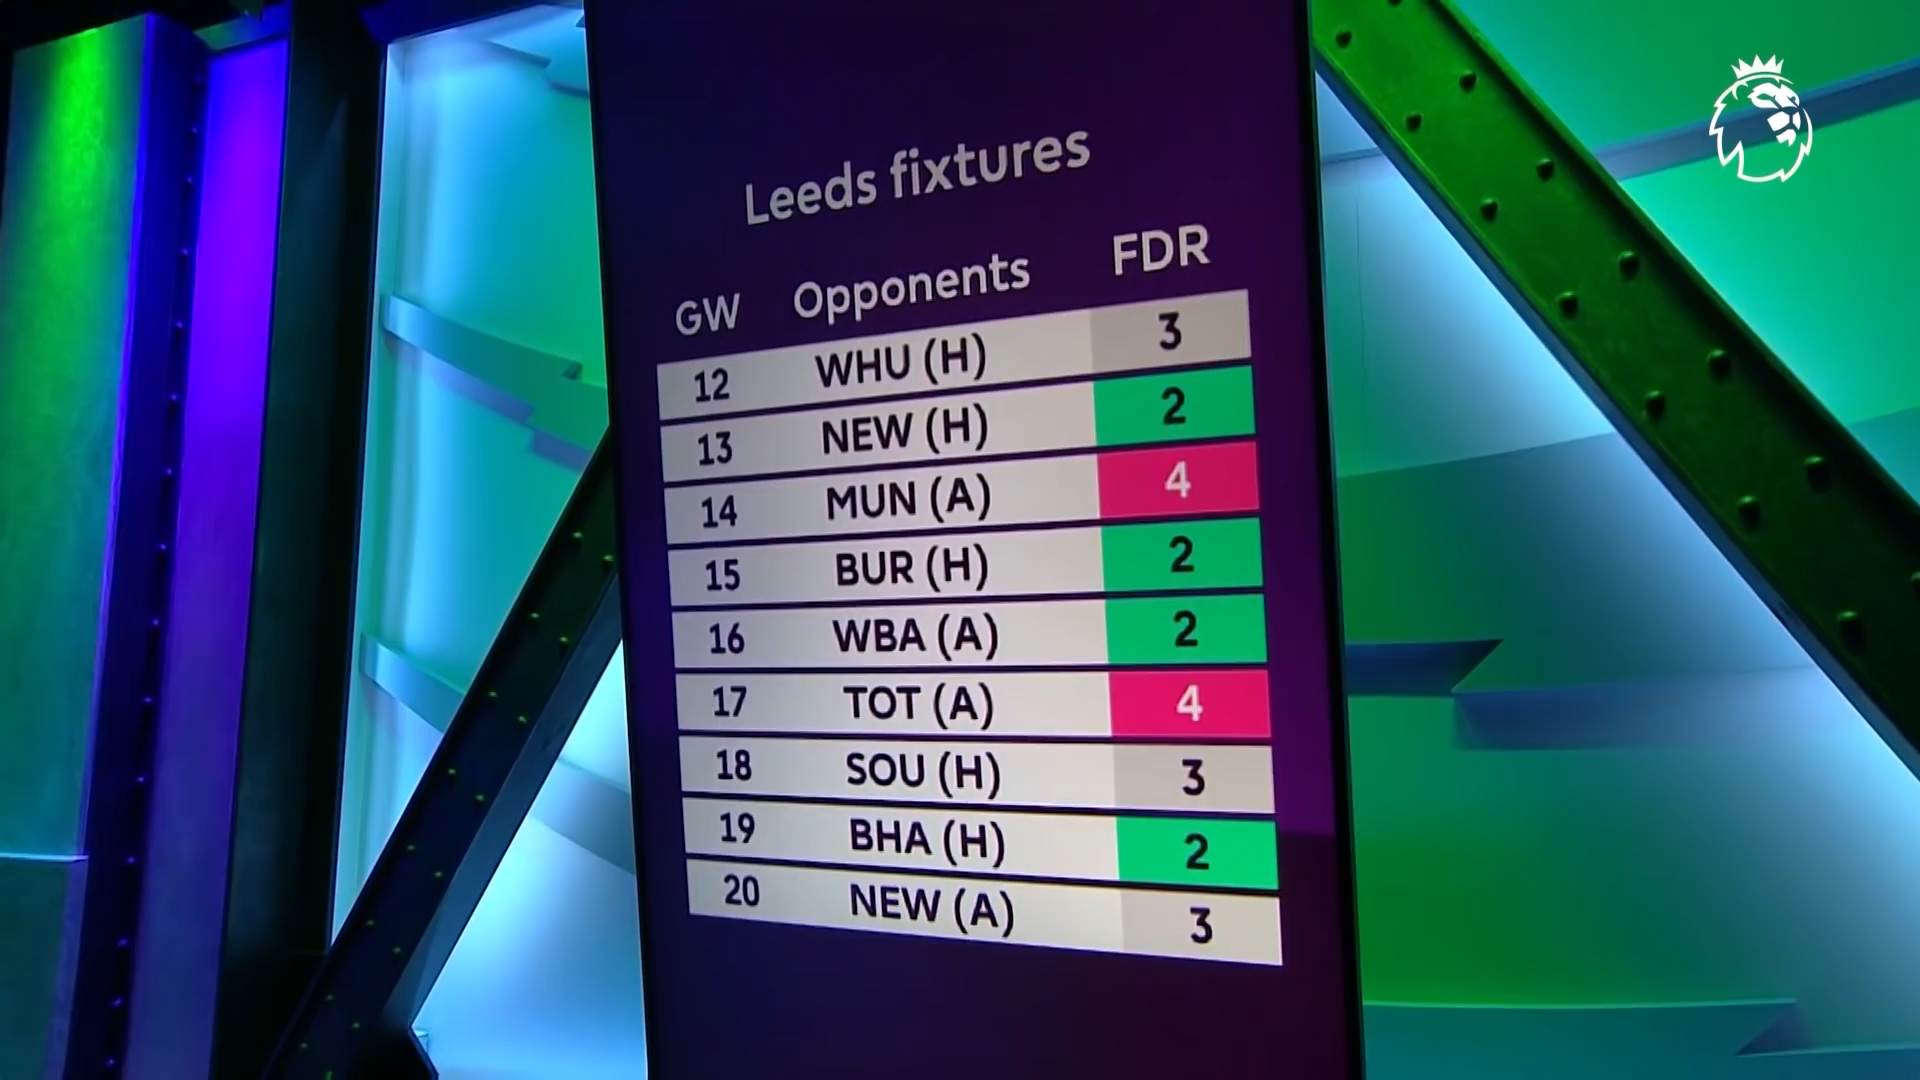 Leeds fixtures
GW Opponents FDR
12 WHU (H) 3
13 NEW (H) 2
14 MUN (A) 4
15 BUR (H) 2
16 WBA (A) 2
17 TOT (A) 4
18 SOU (H) 3
19 BHA (H) 2
20 NEW (A) 3